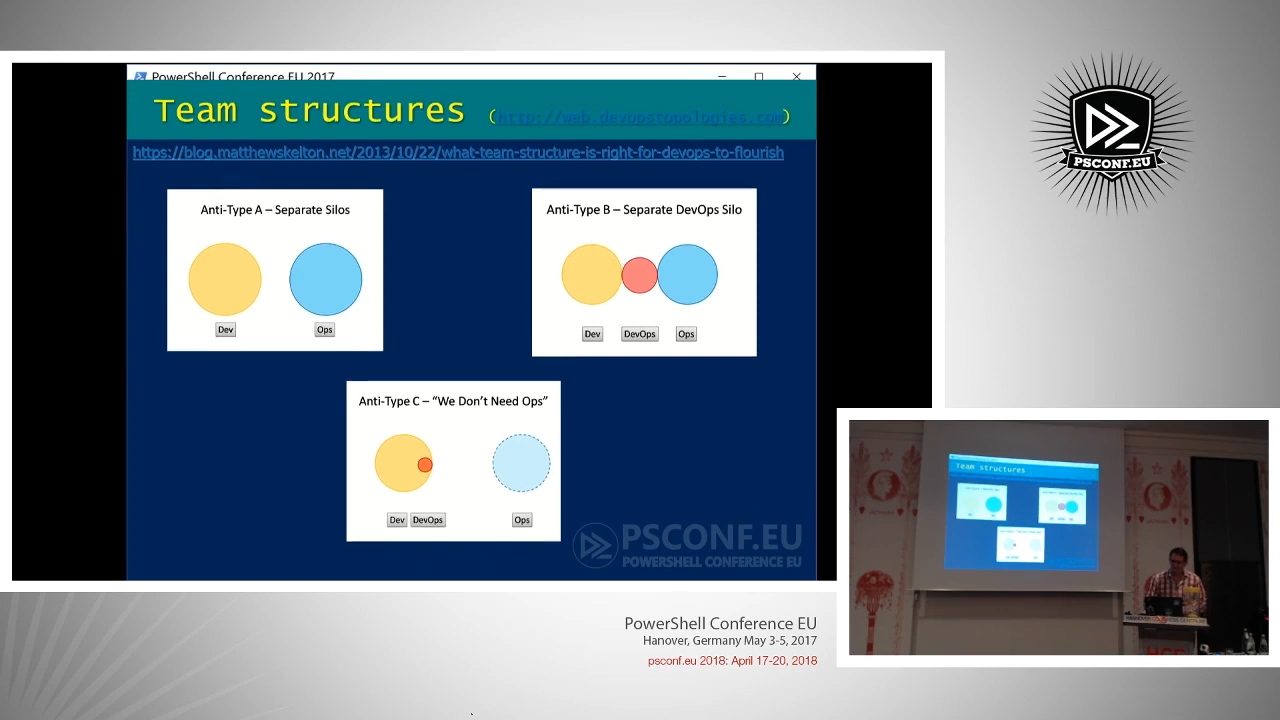 PowerShell Conference EU 2017
Team structures (http://web.devopstopologies.com)
https://blog.matthewskelton.net/2013/10/22/what-team-structure-is-right-for-devops-to-flourish
Anti-Type A – Separate Silos
Dev Ops
Anti-Type B – Separate DevOps Silo
Dev DevOps Ops
Anti-Type C – “We Don’t Need Ops”
Dev DevOps Ops
PSCONF.EU
POWERSHELL CONFERENCE EU
PSCONF.EU
Team structures
PowerShell Conference EU
Hanover, Germany May 3-5, 2017
psconf.eu 2018: April 17-20, 2018